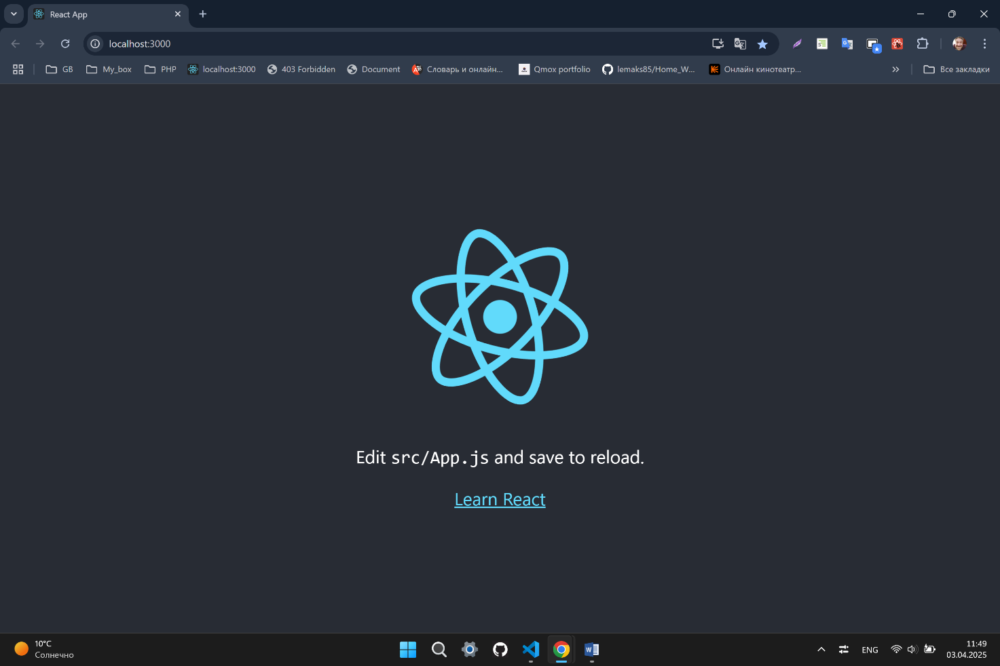 React App
localhost:3000
GB
My_box
PHP
localhost:3000
403 Forbidden
Document
Словарь и онлайн...
Qmox portfolio
lemaks85/Home_W...
Онлайн кинотеатр...
Все закладки
Edit src/App.js and save to reload.
Learn React
10°C
Солнечно
ENG
11:49
03.04.2025